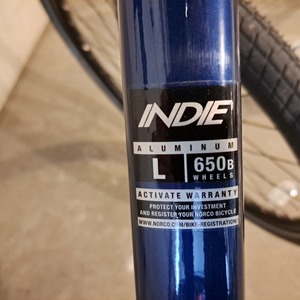 INDIE
ALUMINUM
L 650B
WHEELS
ACTIVATE WARRANTY
PROTECT YOUR INVESTMENT
AND REGISTER YOUR NORCO BICYCLE
WWW.NORCO.COM/BIKE-REGISTRATION